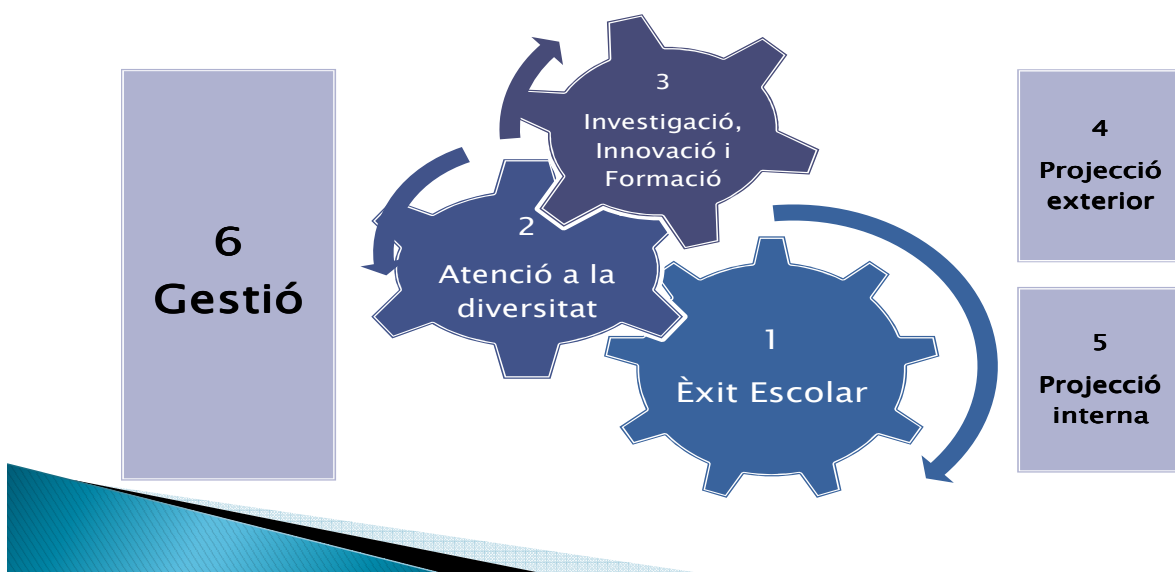 6
Gestió
3
Investigació,
Innovació i
Formació
2
Atenció a la
diversitat
1
Èxit Escolar
4
Projecció
exterior
5
Projecció
interna